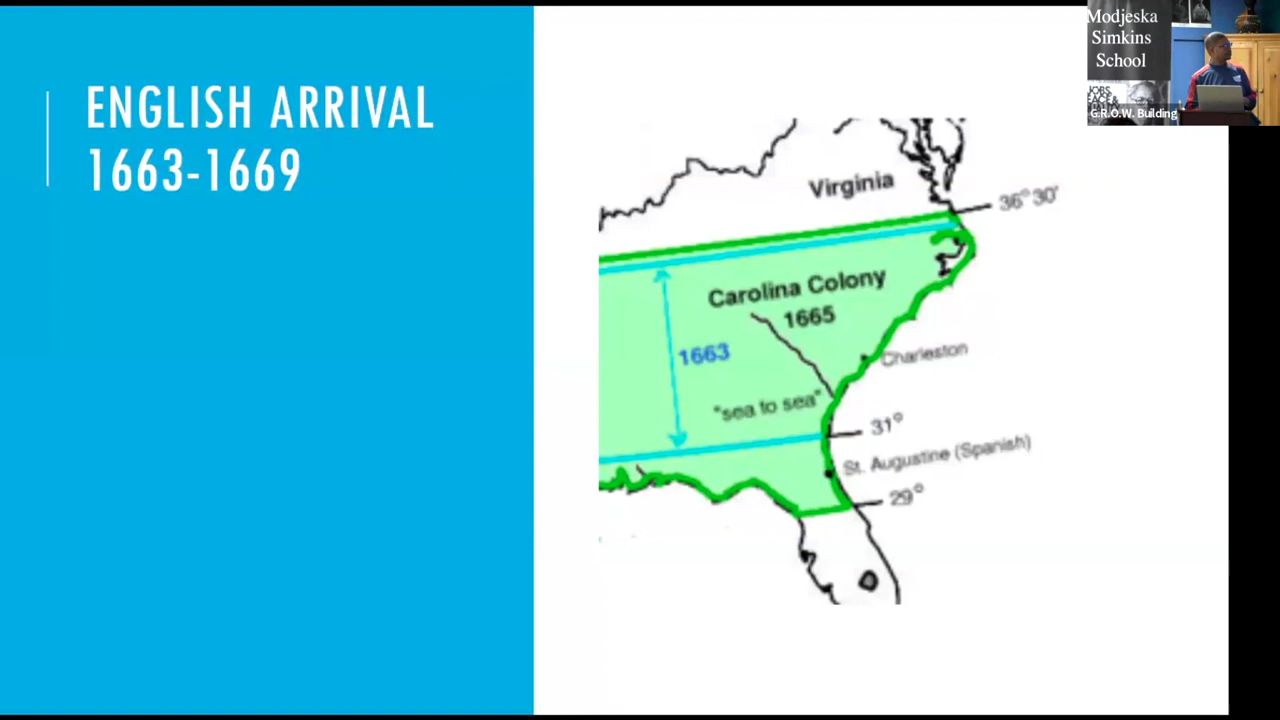 ENGLISH ARRIVAL
1663-1669
Virginia
36° 30'
Carolina Colony
1665
1663
Charleston
"sea to sea"
31°
St. Augustine (Spanish)
29°
Modjeska
Simkins
School
JOBS,
G.R.O.W. Building